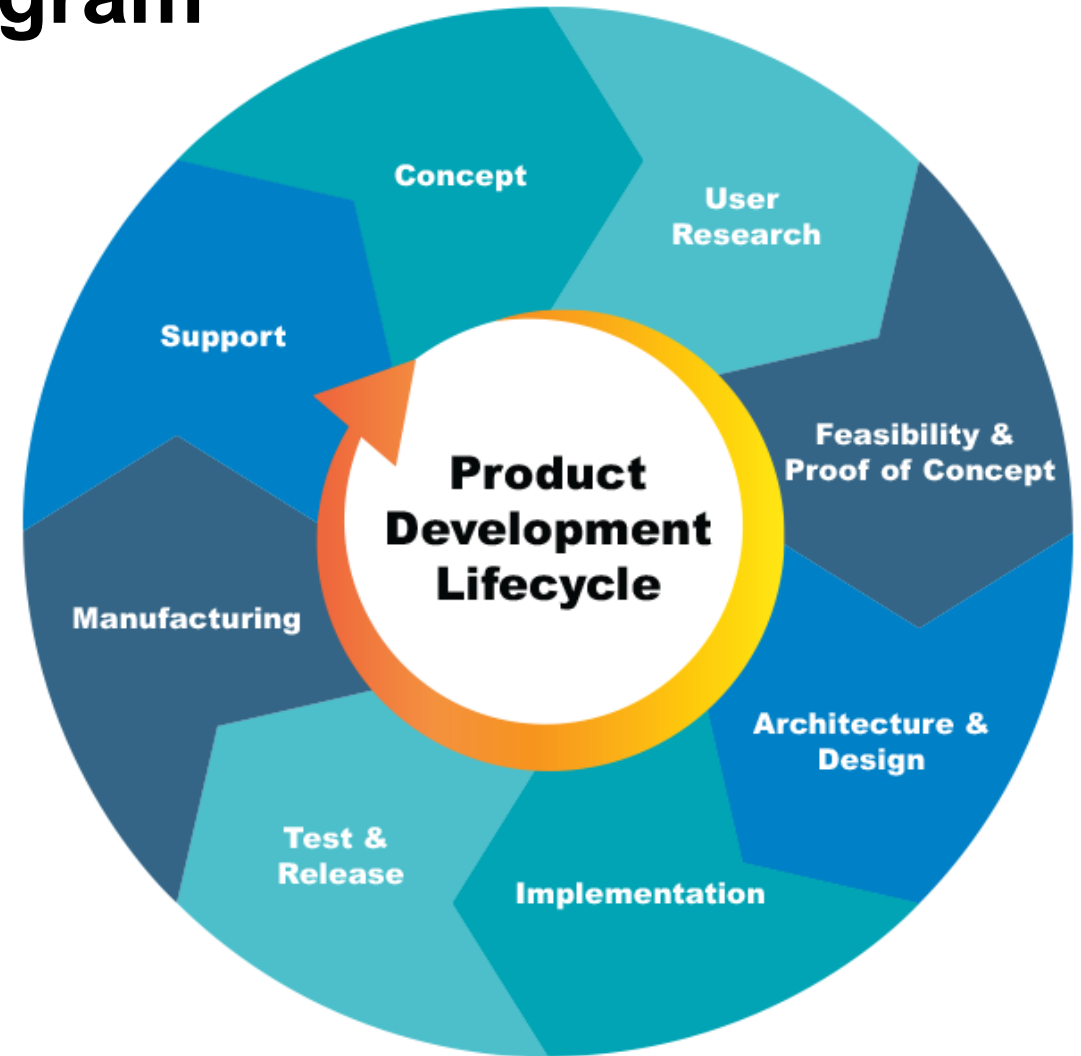 gram
Concept
User
Research
Support
Feasibility &
Proof of Concept
Product
Development
Lifecycle
Manufacturing
Architecture &
Design
Test &
Release
Implementation